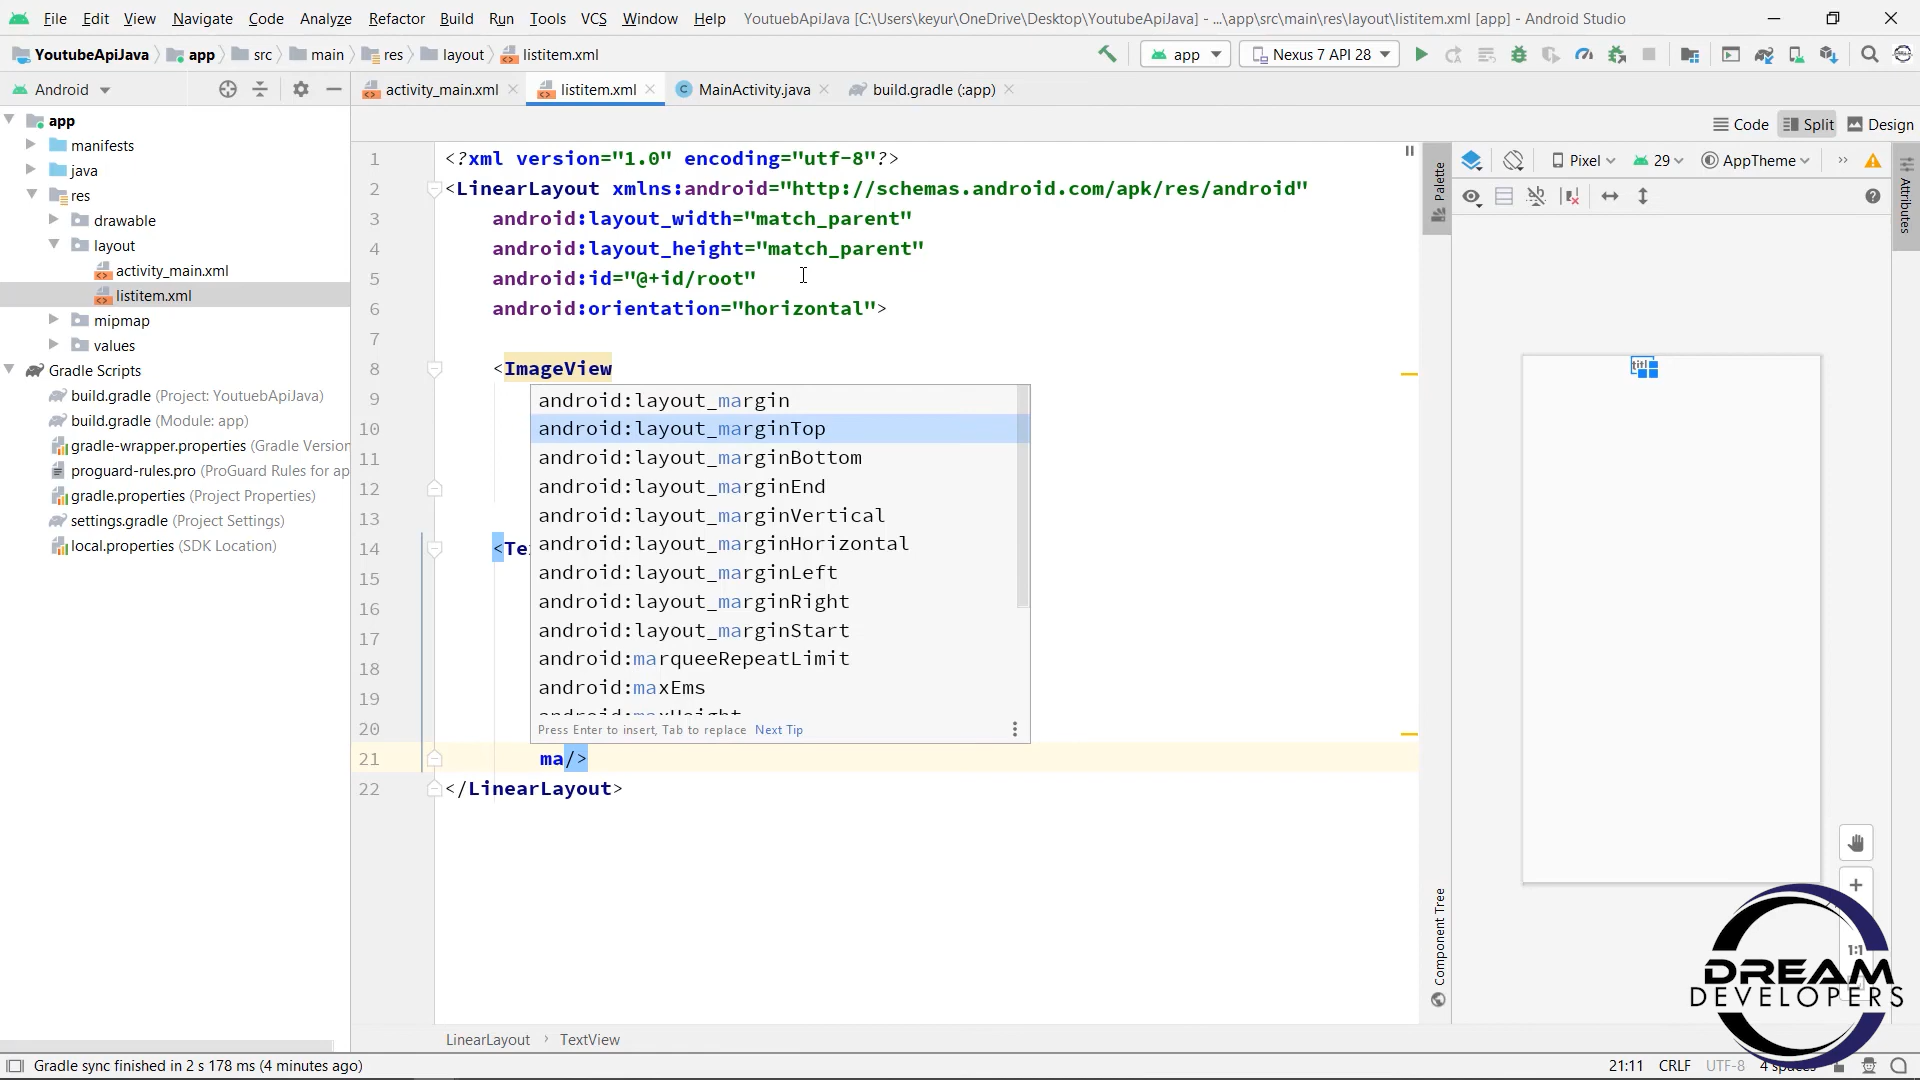 File Edit View Navigate Code Analyze Refactor Build Run Tools VCS Window Help YoutuebApiJava [C:\Users\keyur\OneDrive\Desktop\YoutubeApiJava] - ...\app\src\main\res\layout\listitem.xml [app] - Android Studio
YoutubeApiJava app src main res layout listitem.xml app Nexus 7 API 28
Android activity_main.xml listitem.xml MainActivity.java build.gradle (:app)
Code Split Design
app
manifests
java
res
drawable
layout
activity_main.xml
listitem.xml
mipmap
values
Gradle Scripts
build.gradle (Project: YoutuebApiJava)
build.gradle (Module: app)
gradle-wrapper.properties (Gradle Version
proguard-rules.pro (ProGuard Rules for ap
gradle.properties (Project Properties)
settings.gradle (Project Settings)
local.properties (SDK Location)
1 <?xml version="1.0" encoding="utf-8"?>
2 <LinearLayout xmlns:android="http://schemas.android.com/apk/res/android"
3 android:layout_width="match_parent"
4 android:layout_height="match_parent"
5 android:id="@+id/root"
6 android:orientation="horizontal">
7
8 <ImageView
9
10
11
12
13
14 <Te
15
16
17
18
19
20
21 ma/>
22 </LinearLayout>
android:layout_margin
android:layout_marginTop
android:layout_marginBottom
android:layout_marginEnd
android:layout_marginVertical
android:layout_marginHorizontal
android:layout_marginLeft
android:layout_marginRight
android:layout_marginStart
android:marqueeRepeatLimit
android:maxEms
android:maxHeight
Press Enter to insert, Tab to replace Next Tip
Palette
Pixel 29 AppTheme
Attributes
titl
Component Tree
1:1
DREAM
DEVELOPERS
LinearLayout TextView
Gradle sync finished in 2 s 178 ms (4 minutes ago) 21:11 CRLF UTF-8 4 spaces